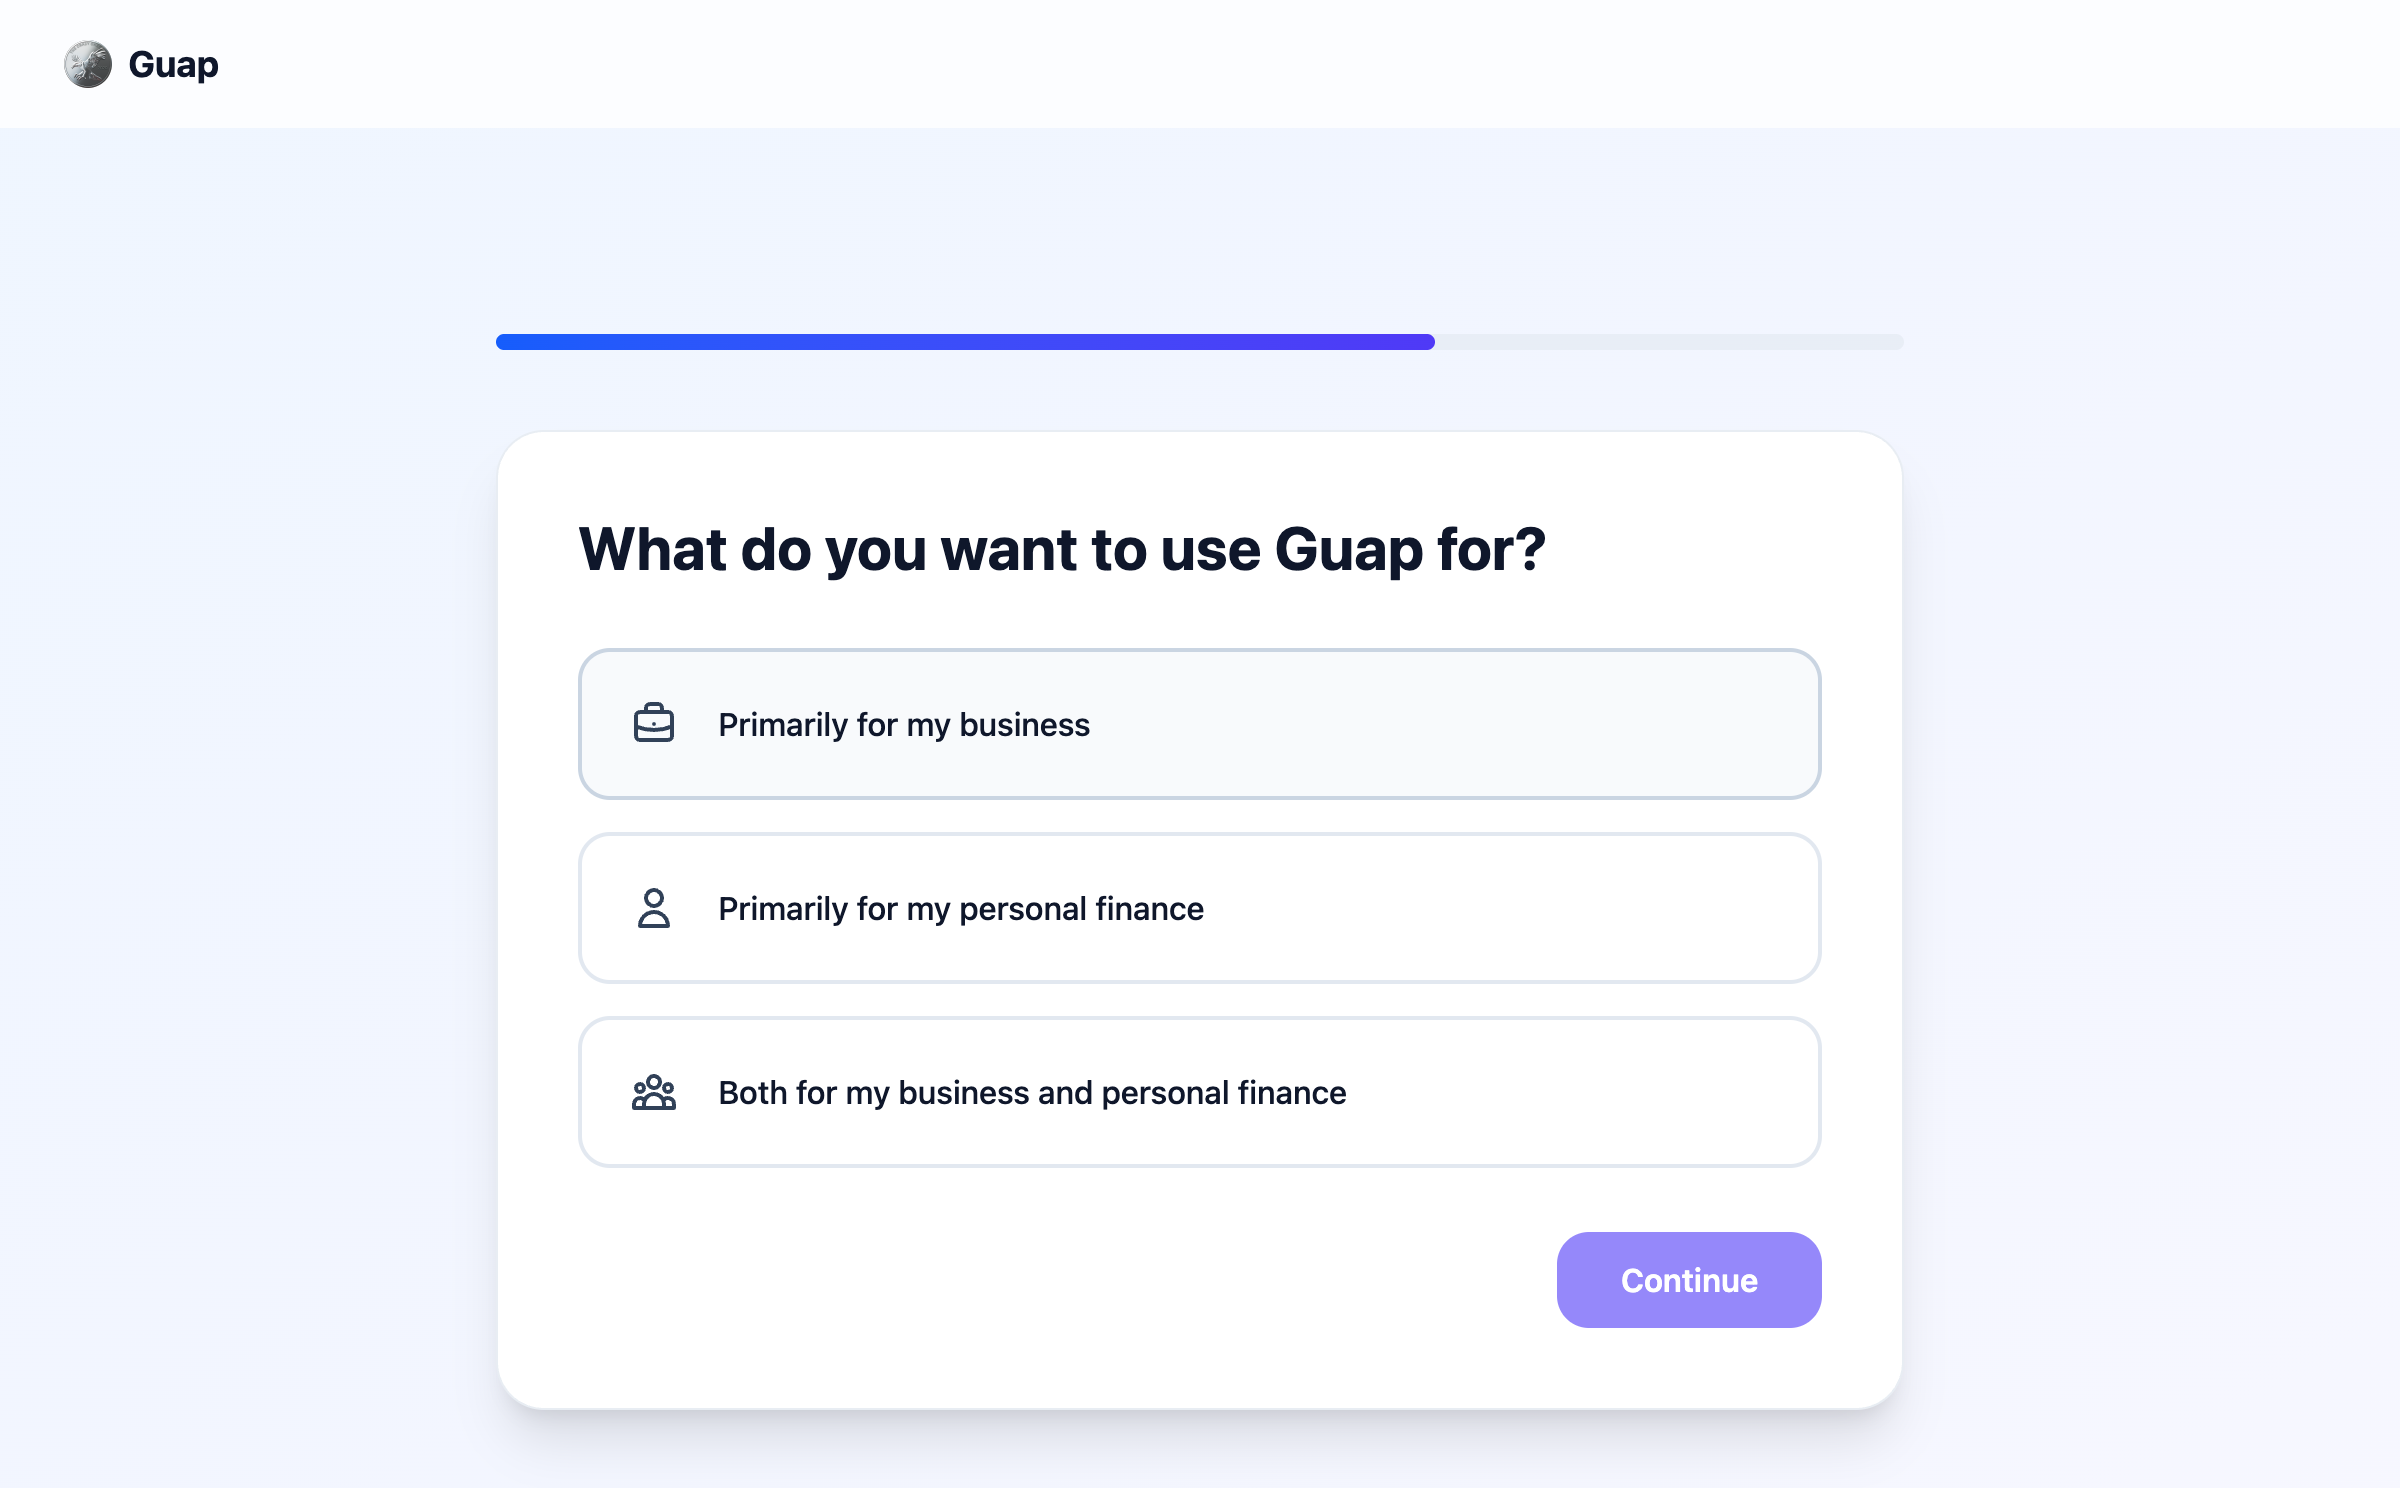 Guap
What do you want to use Guap for?
Primarily for my business
Primarily for my personal finance
Both for my business and personal finance
Continue